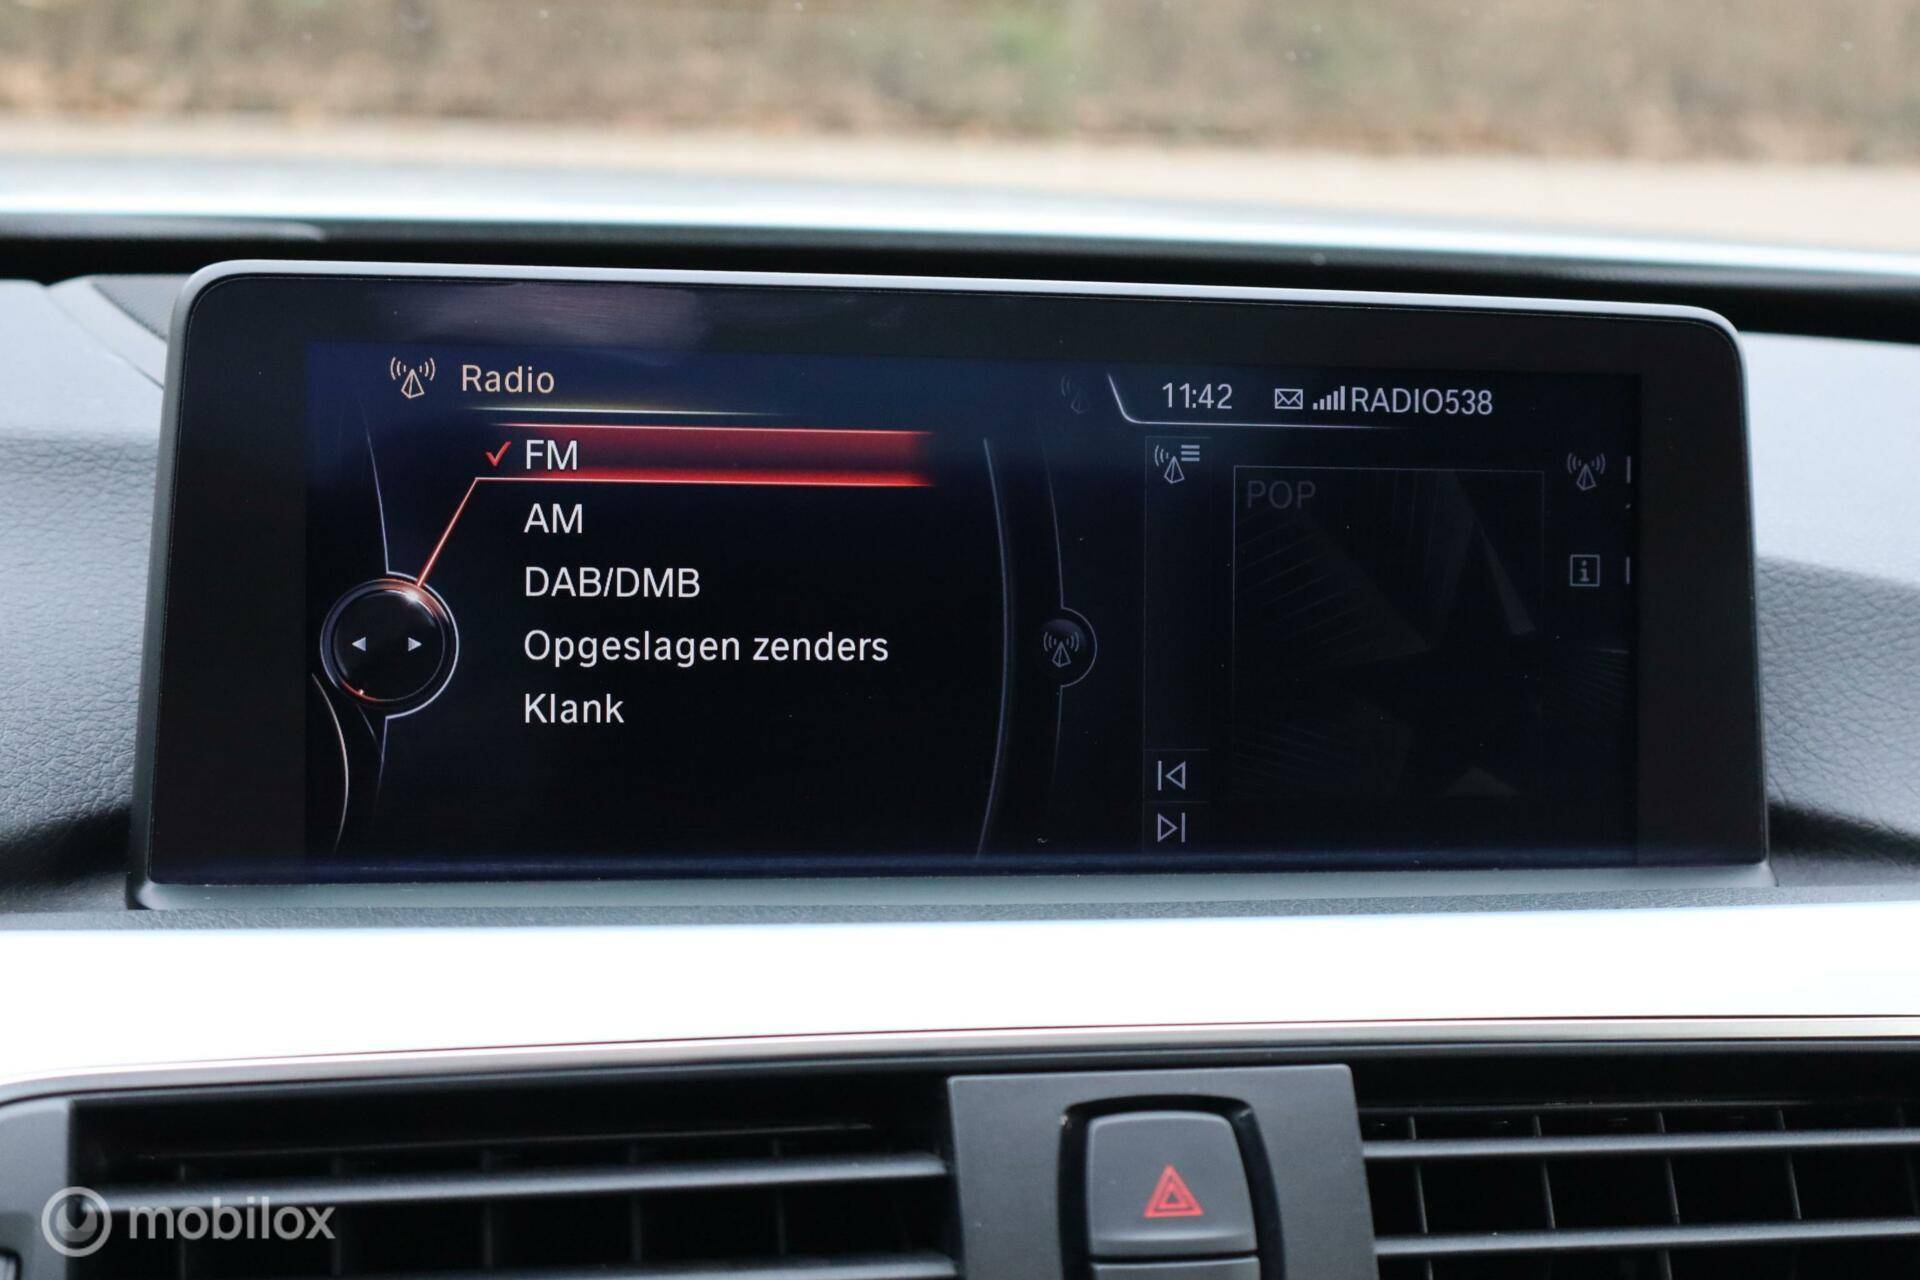 Radio
11:42 RADIO538
FM
AM
DAB/DMB
Opgeslagen zenders
Klank
POP
mobilox